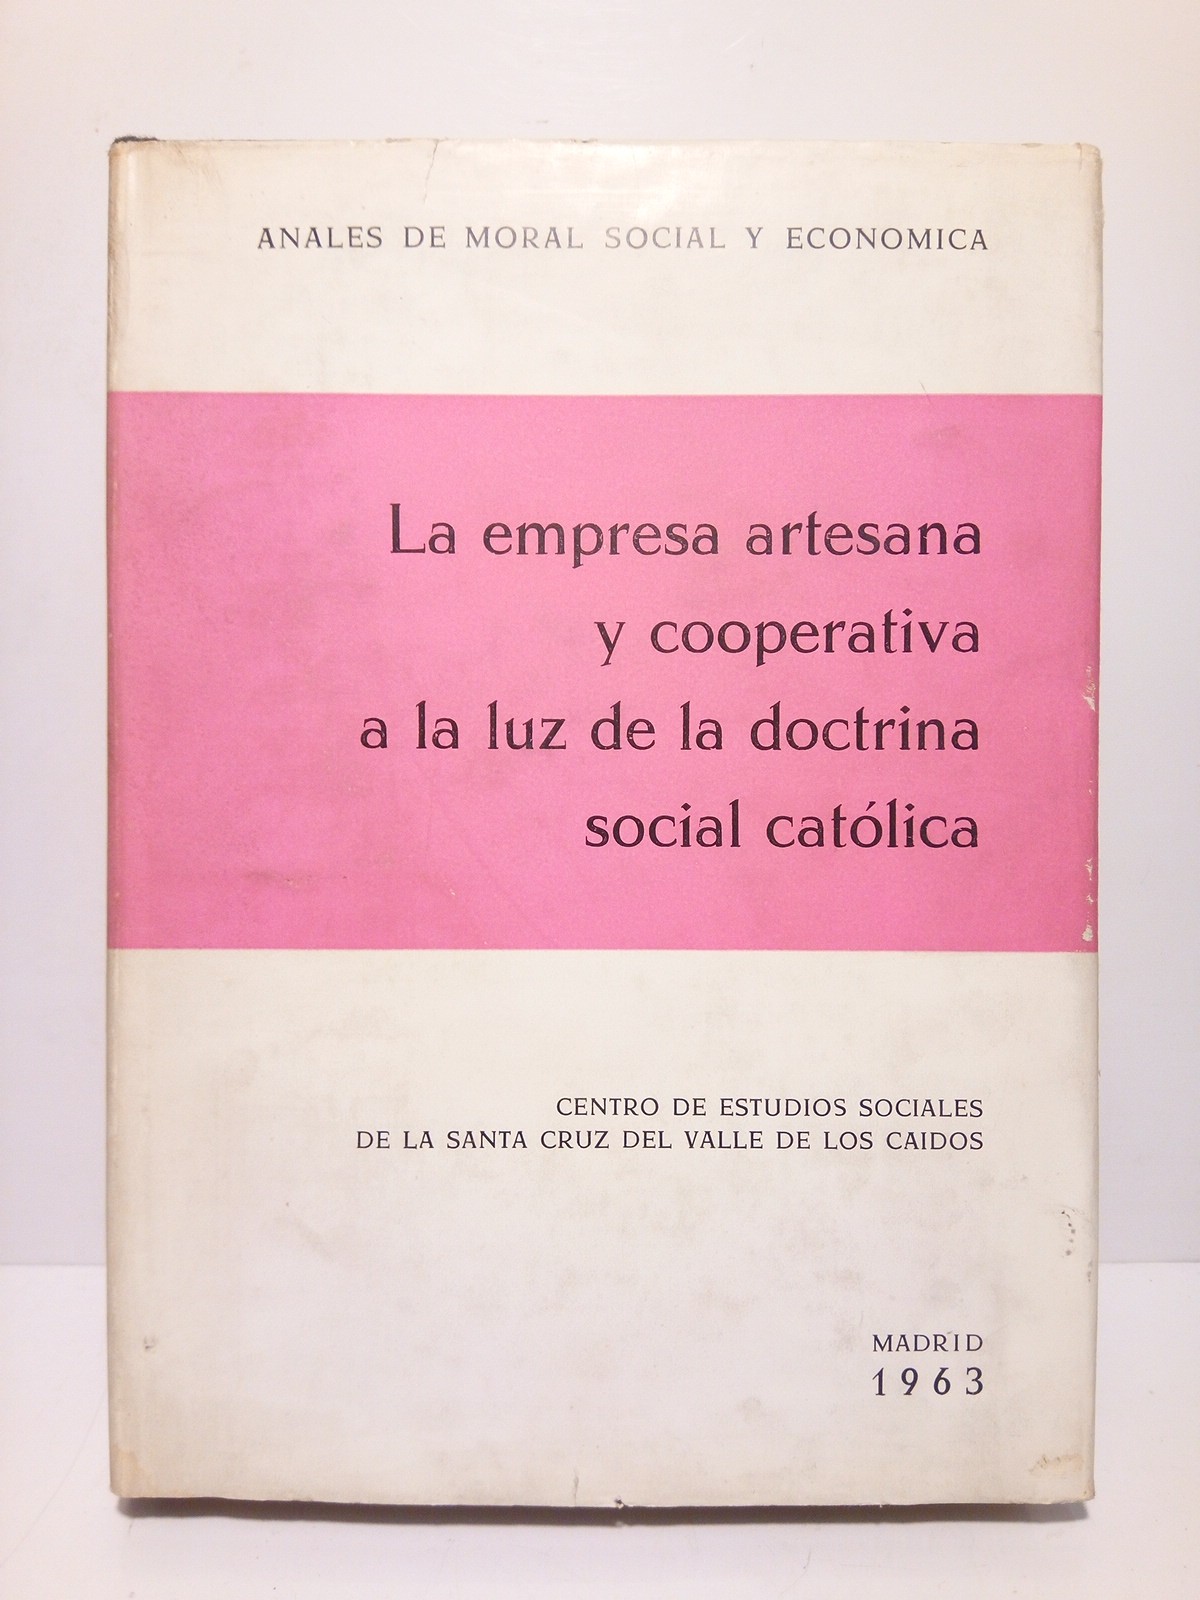 ANALES DE MORAL SOCIAL Y ECONOMICA
La empresa artesana
y cooperativa
a la luz de la doctrina
social católica
CENTRO DE ESTUDIOS SOCIALES
DE LA SANTA CRUZ DEL VALLE DE LOS CAIDOS
MADRID
1963